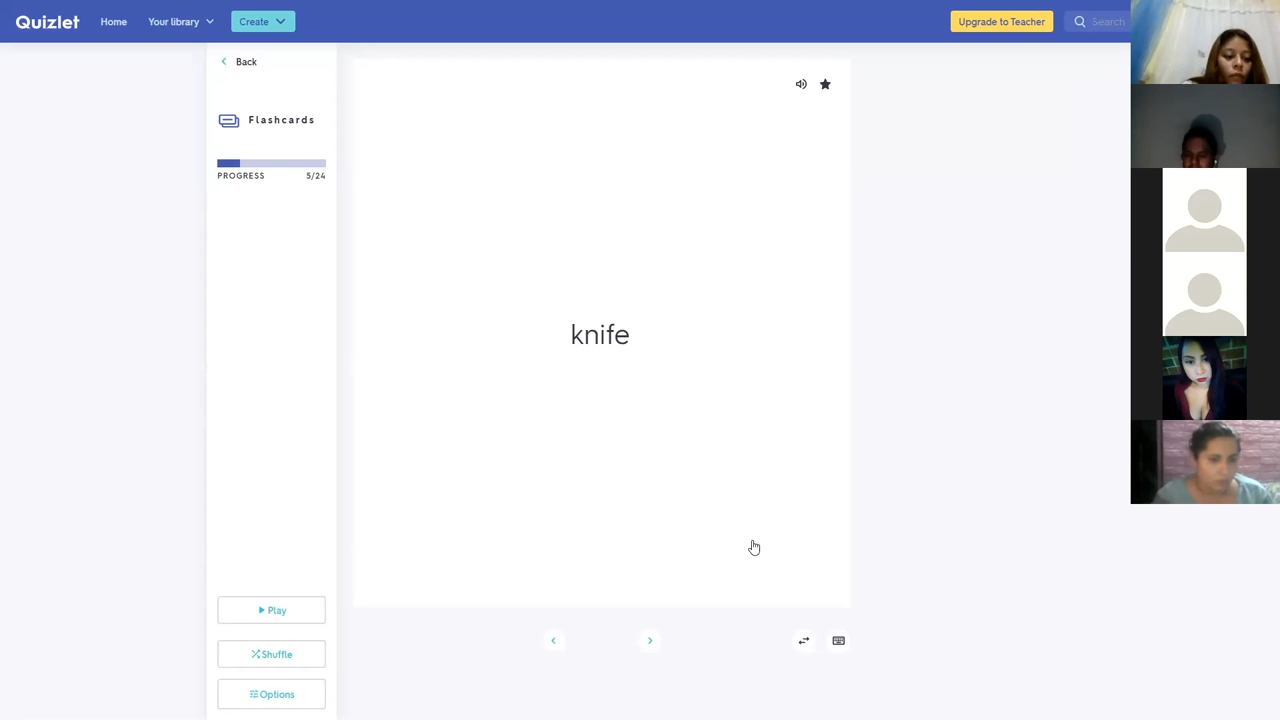 Quizlet
Home
Your library
Create
Upgrade to Teacher
Search
Back
Flashcards
PROGRESS 5/24
knife
Play
Shuffle
Options